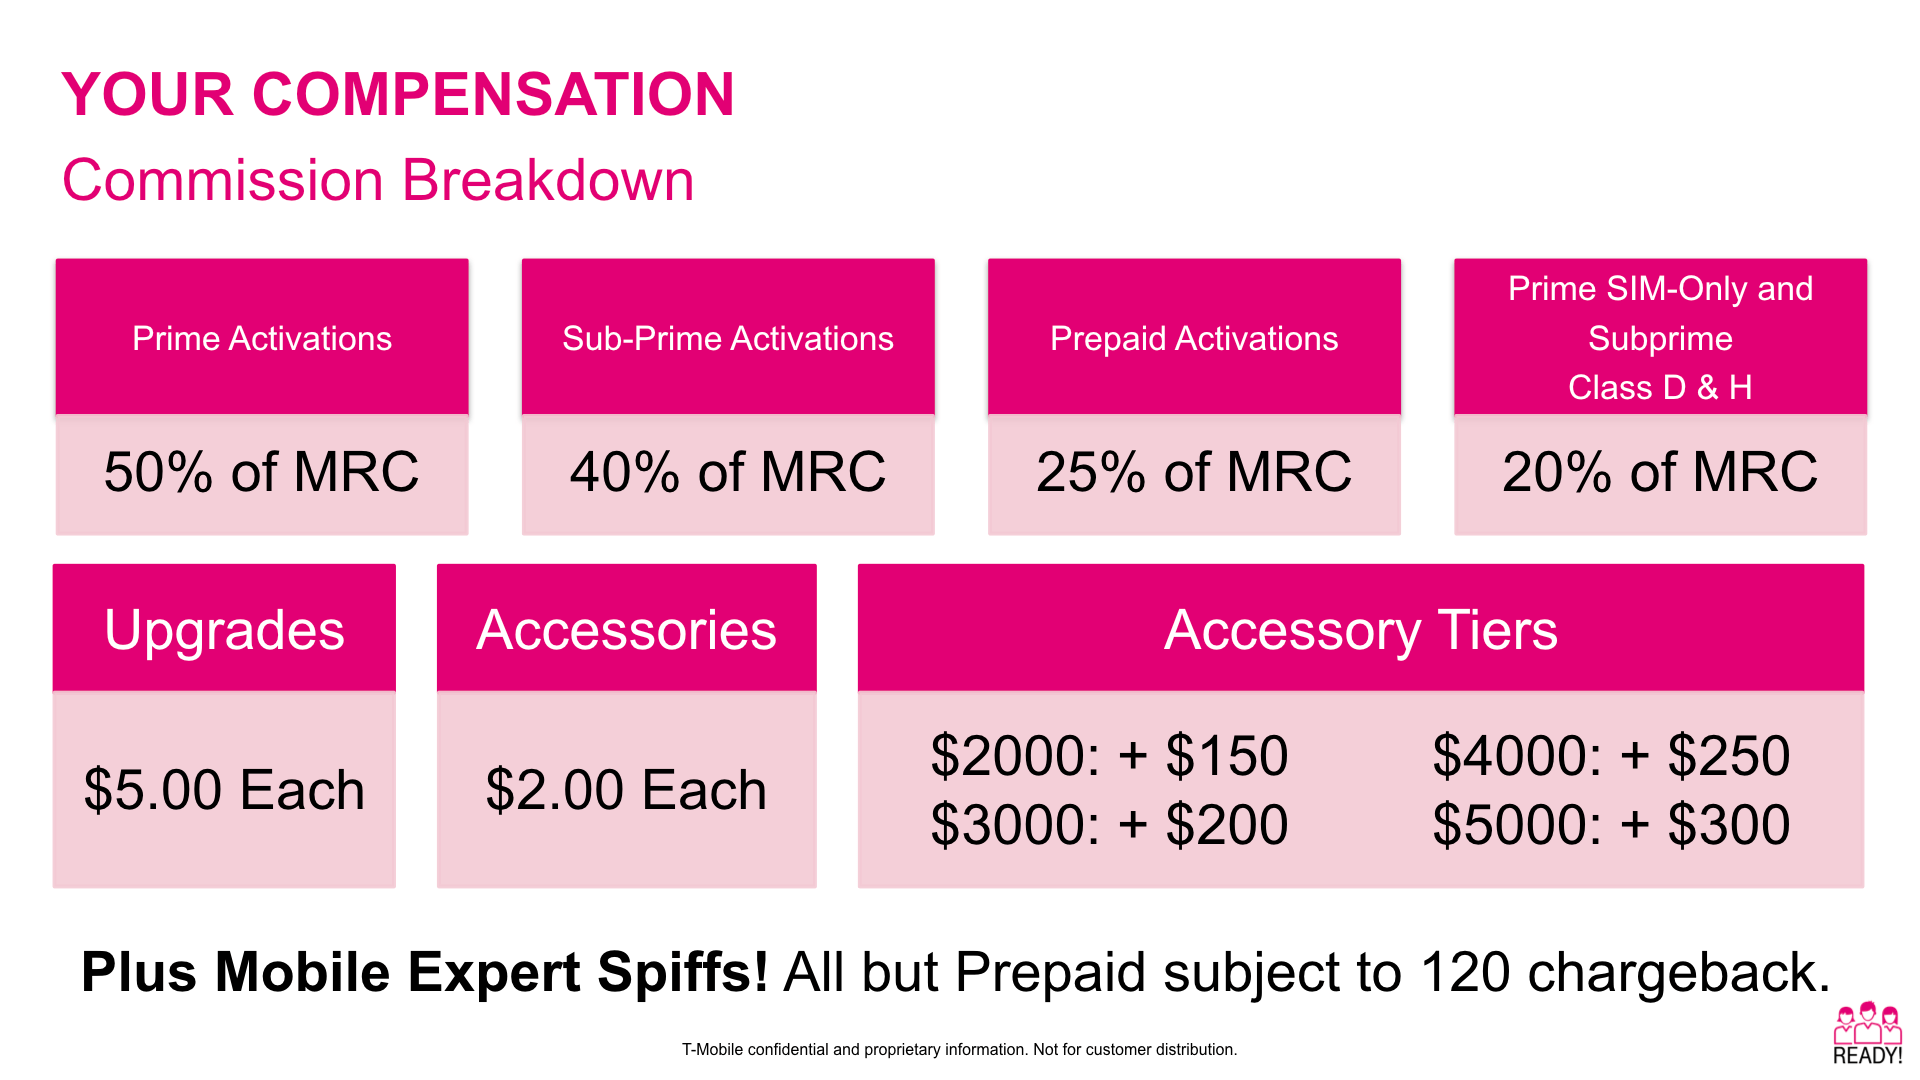 YOUR COMPENSATION
Commission Breakdown
Prime Activations
50% of MRC
Sub-Prime Activations
40% of MRC
Prepaid Activations
25% of MRC
Prime SIM-Only and
Subprime
Class D & H
20% of MRC
Upgrades
$5.00 Each
Accessories
$2.00 Each
Accessory Tiers
$2000: + $150
$3000: + $200
$4000: + $250
$5000: + $300
Plus Mobile Expert Spiffs! All but Prepaid subject to 120 chargeback.
T-Mobile confidential and proprietary information. Not for customer distribution.
READY!